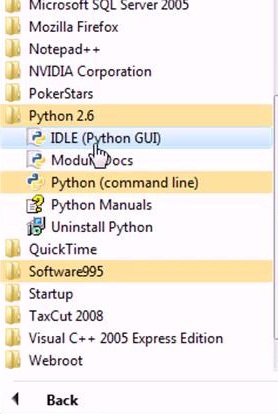 Microsoft SQL Server 2005
Mozilla Firefox
Notepad++
NVIDIA Corporation
PokerStars
Python 2.6
IDLE (Python GUI)
Docs
Python (command line)
Python Manuals
Uninstall Python
QuickTime
Software995
Startup
TaxCut 2008
Visual C++ 2005 Express Edition
Webroot
Back